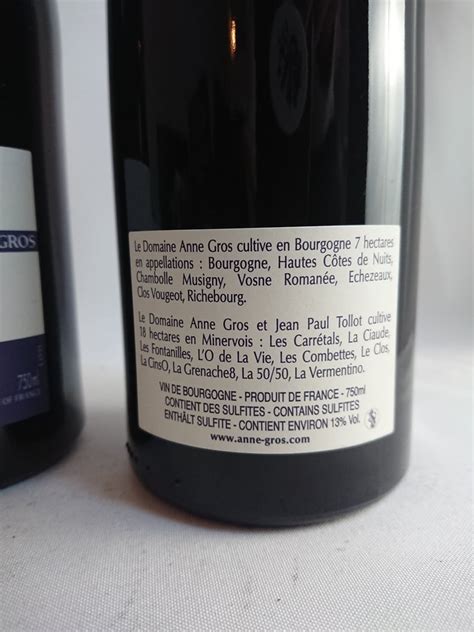 GROS
750ml
OF FRANCE
Le Domaine Anne Gros cultive en Bourgogne 7 hectares
en appellations : Bourgogne, Hautes Côtes de Nuits,
Chambolle Musigny, Vosne Romanée, Echezeaux,
Clos Vougeot, Richebourg.
Le Domaine Anne Gros et Jean Paul Tollot cultive
18 hectares en Minervois : Les Carrétals, La Ciaude,
Les Fontanilles, L'O de La Vie, Les Combettes, Le Clos,
La CinsO, La Grenache8, La 50/50, La Vermentino.
VIN DE BOURGOGNE - PRODUIT DE FRANCE - 750ml
CONTIENT DES SULFITES - CONTAINS SULFITES
ENTHÄLT SULFITE - CONTIENT ENVIRON 13% Vol.
www.anne-gros.com